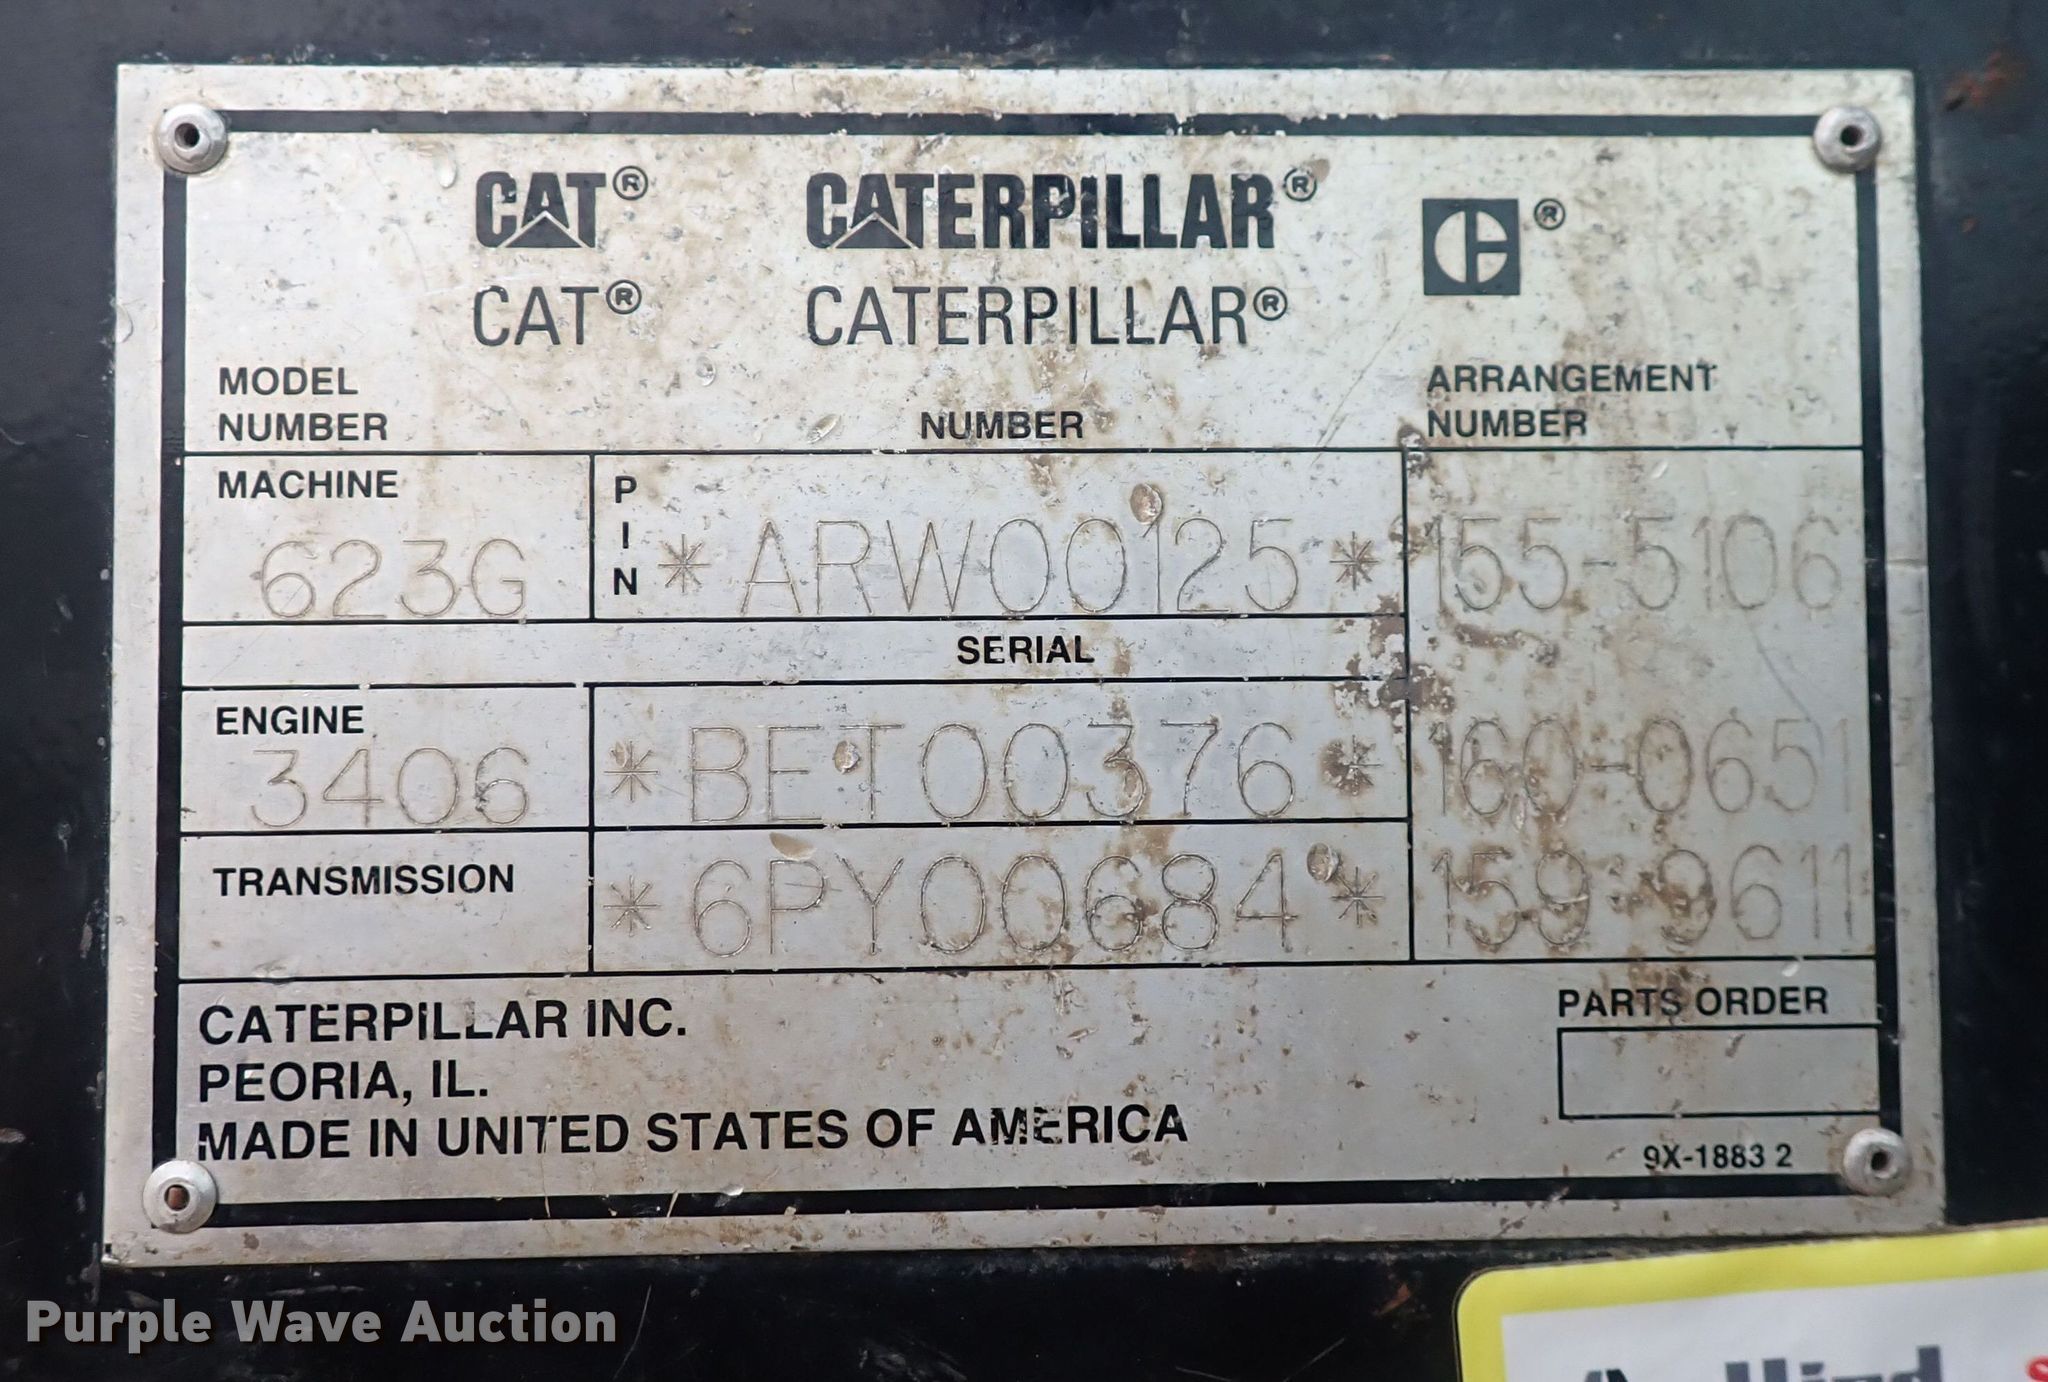 CAT® CATERPILLAR® ®
CAT® CATERPILLAR®
MODEL NUMBER NUMBER ARRANGEMENT NUMBER
MACHINE
623G
PIN
*ARW00125* 155-5106
SERIAL
ENGINE
3406 *BET00376* 160-0651
TRANSMISSION *6PY00684* 159-9611
CATERPILLAR INC.
PEORIA, IL.
MADE IN UNITED STATES OF AMERICA
PARTS ORDER
9X-1883 2
Purple Wave Auction